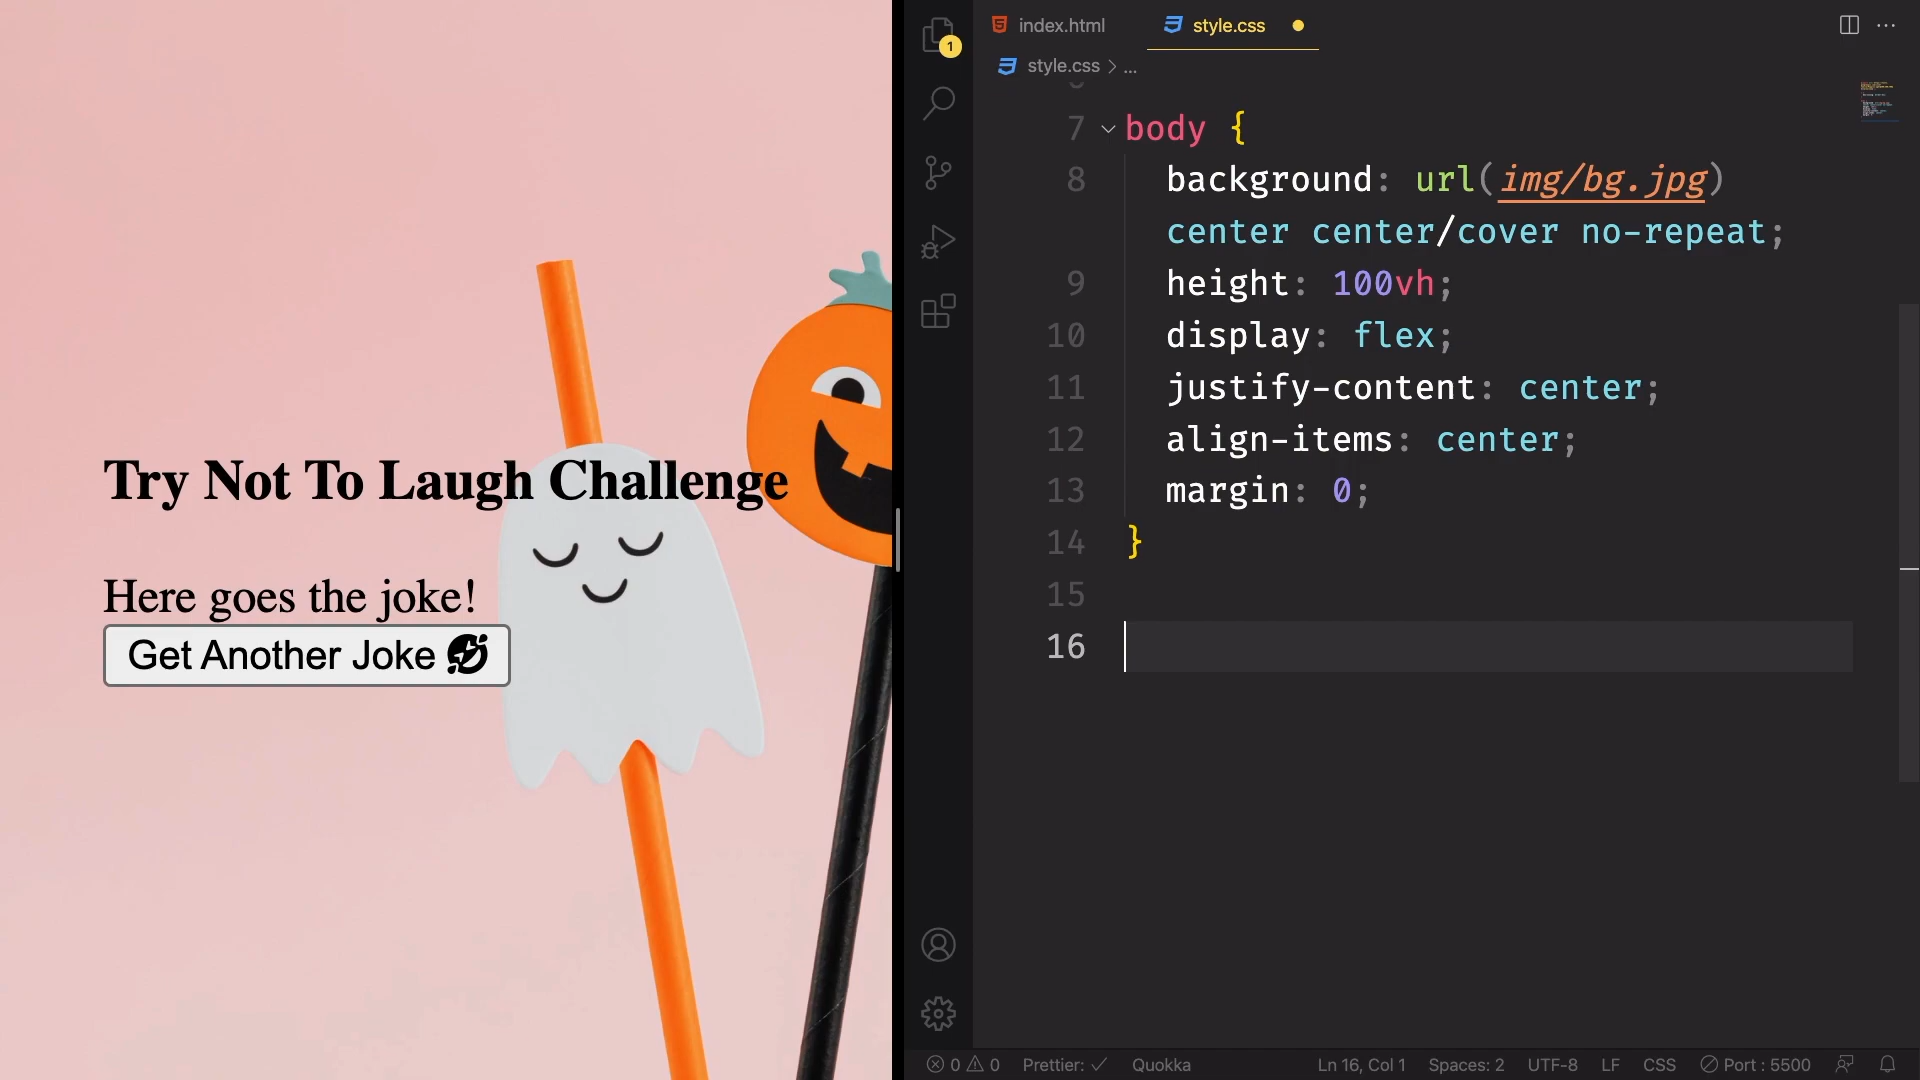 Try Not To Laugh Challenge
Here goes the joke!
Get Another Joke
1
index.html
style.css
style.css > ...
7 body {
8 background: url(img/bg.jpg)
center center/cover no-repeat;
9 height: 100vh;
10 display: flex;
11 justify-content: center;
12 align-items: center;
13 margin: 0;
14 }
15
16
0 0 Prettier: Quokka Ln 16, Col 1 Spaces: 2 UTF-8 LF CSS Port : 5500